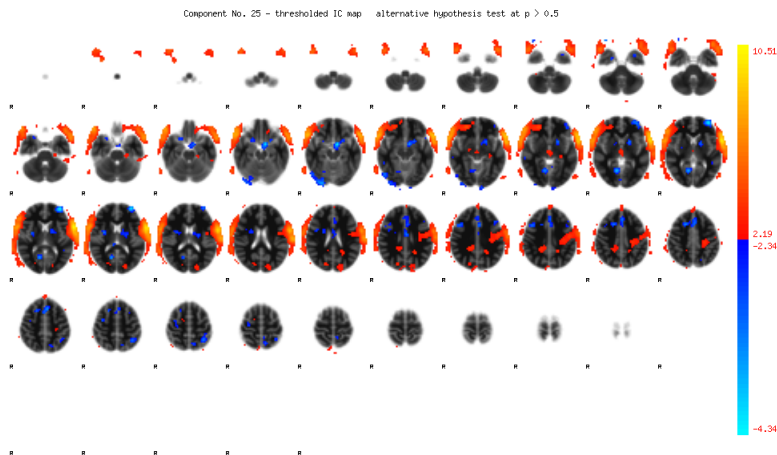 Component No. 25 - thresholded IC map   alternative hypothesis test at p > 0.5
10.51
R R R R R R R R R R
R R R R R R R R R R
2.19
-2.34
R R R R R R R R R R
R R R R R R R R R R
-4.34
R R R R R